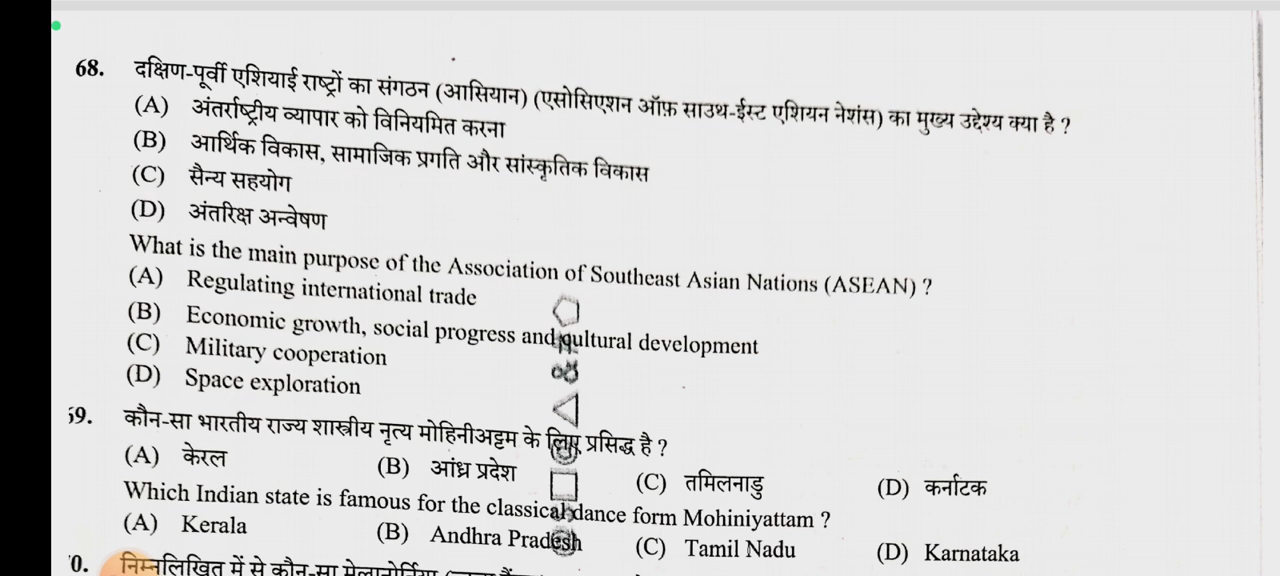 68. दक्षिण-पूर्वी एशियाई राष्ट्रों का संगठन (आसियान) (एसोसिएशन ऑफ़ साउथ-ईस्ट एशियन नेशंस) का मुख्य उद्देश्य क्या है ?
(A) अंतर्राष्ट्रीय व्यापार को विनियमित करना
(B) आर्थिक विकास, सामाजिक प्रगति और सांस्कृतिक विकास
(C) सैन्य सहयोग
(D) अंतरिक्ष अन्वेषण
What is the main purpose of the Association of Southeast Asian Nations (ASEAN) ?
(A) Regulating international trade
(B) Economic growth, social progress and cultural development
(C) Military cooperation
(D) Space exploration
69. कौन-सा भारतीय राज्य शास्त्रीय नृत्य मोहिनीअट्टम के लिए प्रसिद्ध है ?
(A) केरल (B) आंध्र प्रदेश (C) तमिलनाडु (D) कर्नाटक
Which Indian state is famous for the classical dance form Mohiniyattam ?
(A) Kerala (B) Andhra Pradesh (C) Tamil Nadu (D) Karnataka
0. निम्नलिखित में से कौन-सा